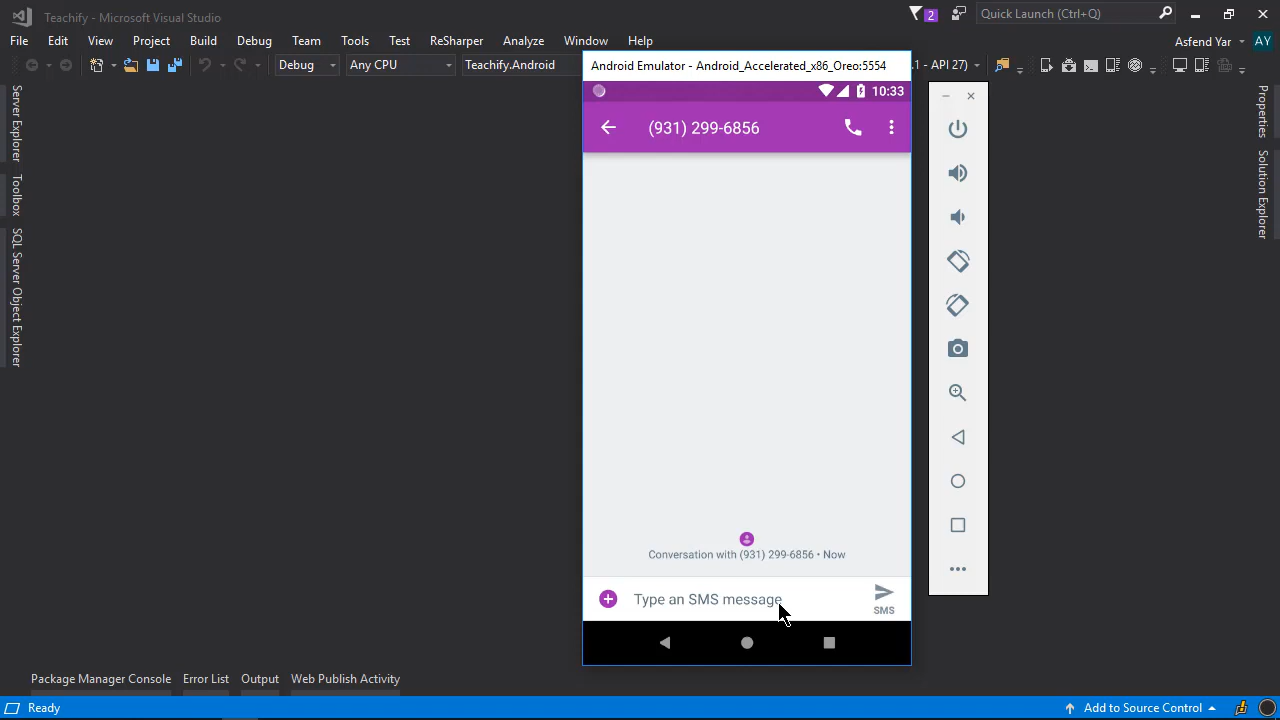 Teachify - Microsoft Visual Studio
2
Quick Launch (Ctrl+Q)
File Edit View Project Build Debug Team Tools Test ReSharper Analyze Window Help
Asfend Yar AY
Debug Any CPU Teachify.Android .1 - API 27)
Server Explorer
Toolbox
SQL Server Object Explorer
Android Emulator - Android_Accelerated_x86_Oreo:5554
10:33
(931) 299-6856
Conversation with (931) 299-6856 • Now
Type an SMS message
SMS
Properties
Solution Explorer
Package Manager Console Error List Output Web Publish Activity
Ready
Add to Source Control